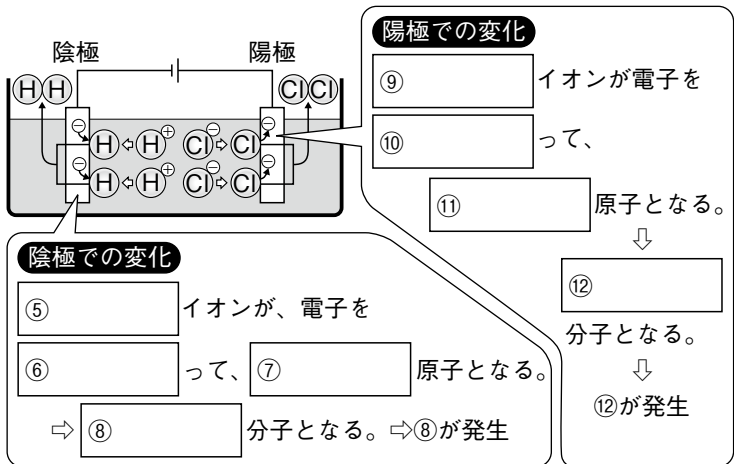 陰極
陽極
H H
Cl Cl
⊖ H ⇦ H ⊕ Cl ⊖ ⇨ Cl ⊖
⊖ H ⇦ H ⊕ Cl ⊖ ⇨ Cl ⊖
陽極での変化
⑨ イオンが電子を
⑩ って、
⑪ 原子となる。
⇩
⑫
分子となる。
⇩
⑫が発生
陰極での変化
⑤ イオンが、電子を
⑥ って、⑦ 原子となる。
⇨ ⑧ 分子となる。⇨⑧が発生